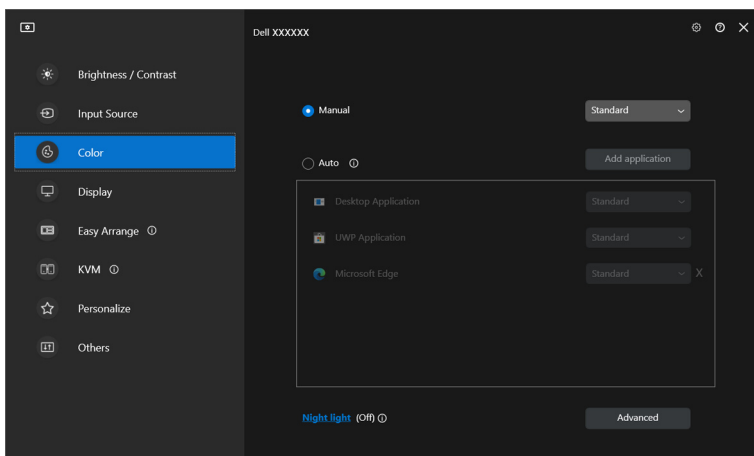 Dell XXXXXX
Brightness / Contrast
Input Source
Color
Display
Easy Arrange
KVM
Personalize
Others
Manual
Standard
Auto
Add application
Desktop Application
Standard
UWP Application
Standard
Microsoft Edge
Standard
X
Night light (Off)
Advanced